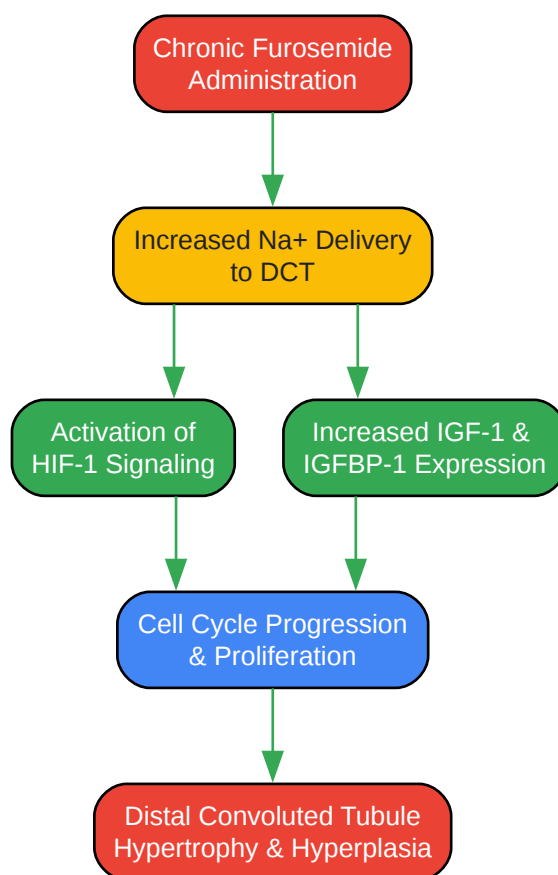 Chronic Furosemide
Administration
Increased Na+ Delivery
to DCT
Activation of
HIF-1 Signaling
Increased IGF-1 &
IGFBP-1 Expression
Cell Cycle Progression
& Proliferation
Distal Convoluted Tubule
Hypertrophy & Hyperplasia